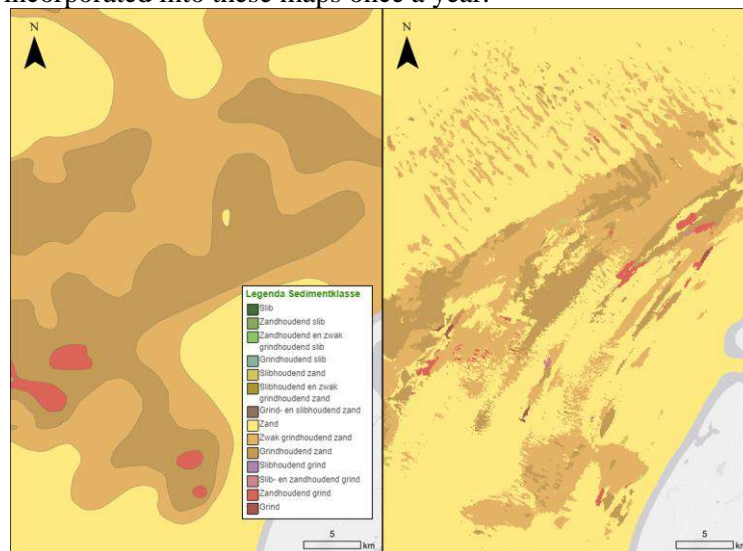 incorporated into these maps once a year.
N
N
Legenda Sedimentklasse
Slib
Zandhoudend slib
Zandhoudend en zwak
grindhoudend slib
Grindhoudend slib
Slibhoudend zand
Slibhoudend en zwak
grindhoudend zand
Grind- en slibhoudend zand
Zand
Zwak grindhoudend zand
Grindhoudend zand
Slibhoudend grind
Slib- en zandhoudend grind
Zandhoudend grind
Grind
5
km
5
km